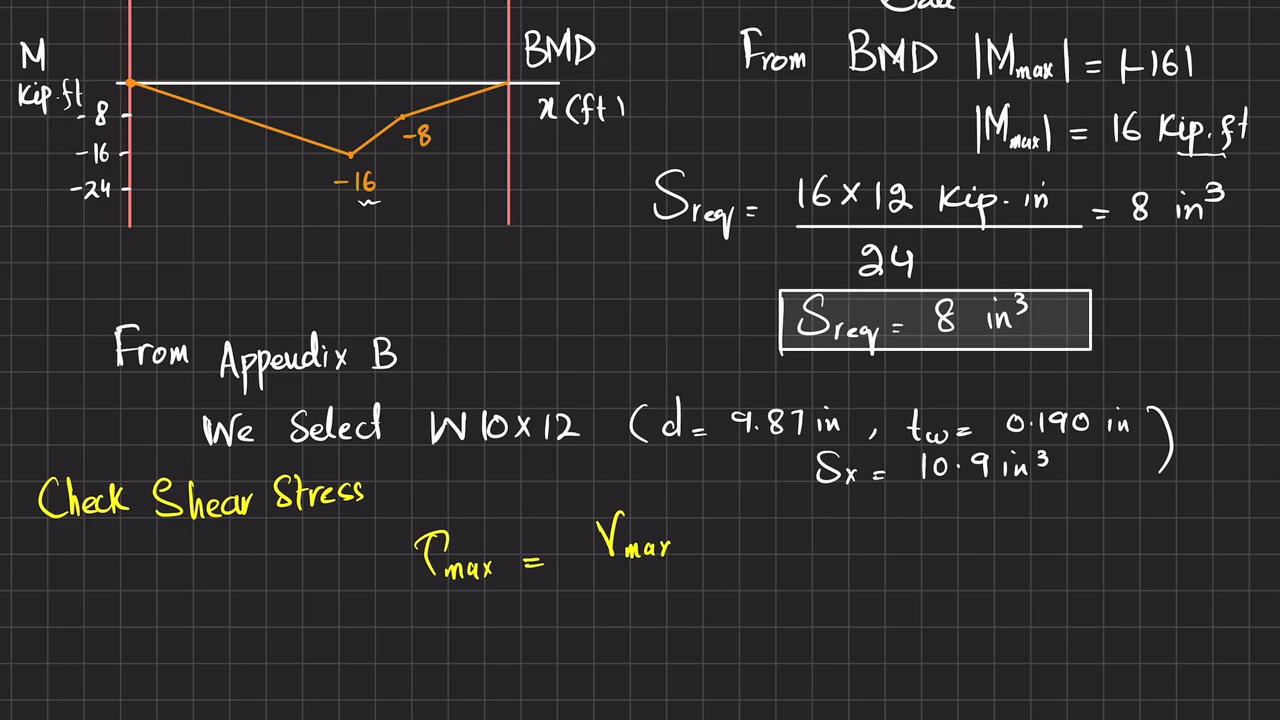 M
Kip.ft
-8
-16
-24
-16
-8
BMD
x (ft)
From BMD |Mmax| = |-16|
|Mmax| = 16 Kip.ft
Sreq = 16 × 12 Kip.in / 24 = 8 in³
Sreq = 8 in³
From Appendix B
We Select W10×12 (d = 9.87 in, tw = 0.190 in
Sx = 10.9 in³)
Check Shear Stress
τmax = Vmax